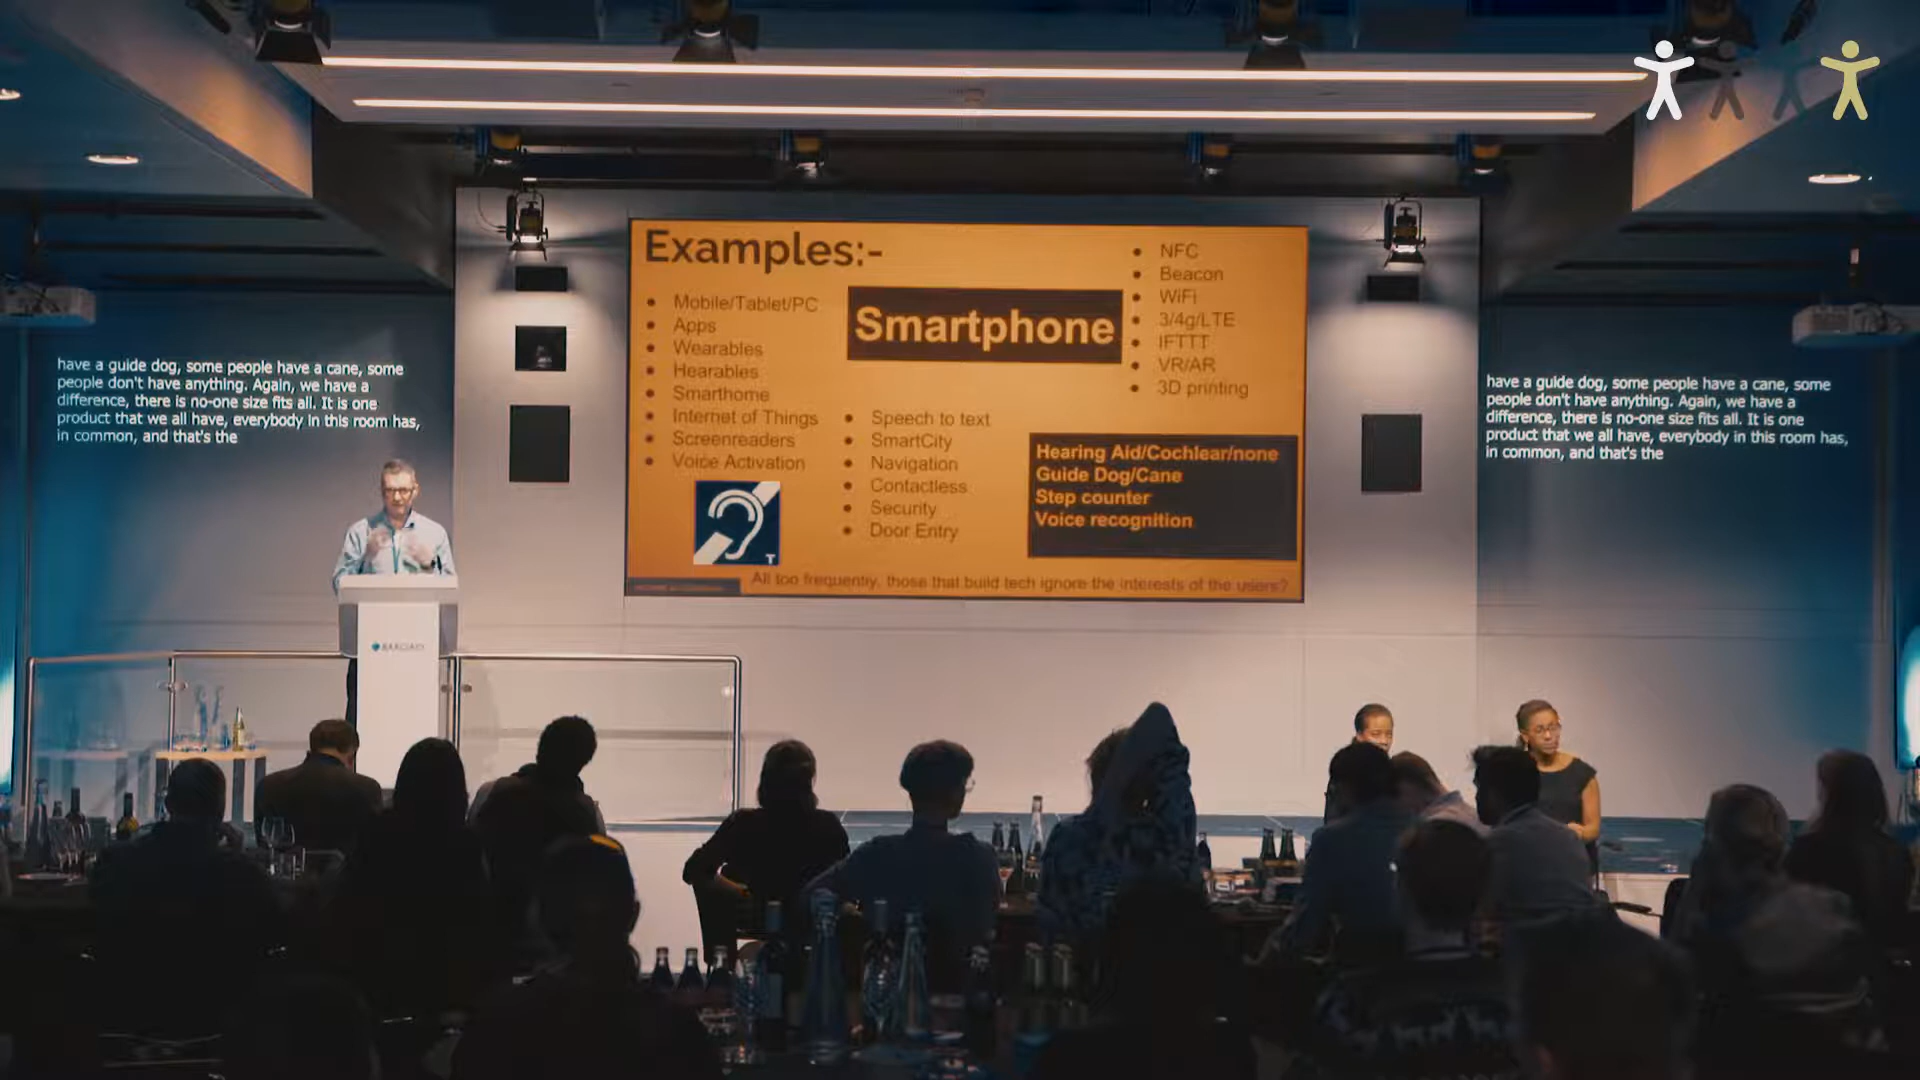 have a guide dog, some people have a cane, some
people don't have anything. Again, we have a
difference, there is no-one size fits all. It is one
product that we all have, everybody in this room has,
in common, and that's the
Examples:-
Mobile/Tablet/PC
Apps
Wearables
Hearables
Smarthome
Internet of Things
Screenreaders
Voice Activation
T
Smartphone
Speech to text
SmartCity
Navigation
Contactless
Security
Door Entry
NFC
Beacon
WiFi
3/4g/LTE
IFTTT
VR/AR
3D printing
Hearing Aid/Cochlear/none
Guide Dog/Cane
Step counter
Voice recognition
All too frequently, those that build tech ignore the interests of the users?
have a guide dog, some people have a cane, some
people don't have anything. Again, we have a
difference, there is no-one size fits all. It is one
product that we all have, everybody in this room has,
in common, and that's the
BARCLAYS